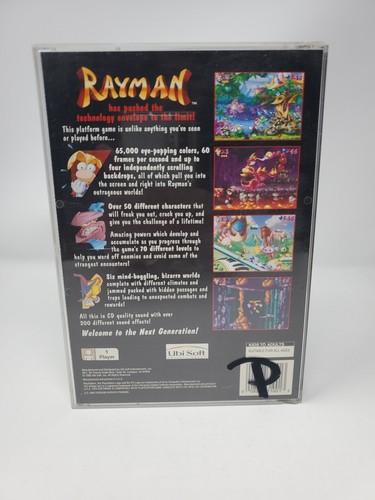 RAYMAN
TM
has pushed the
technology envelope to the limit!
This platform game is unlike anything you've seen
or played before...
65,000 eye-popping colors, 60
frames per second and up to
four independently scrolling
backdrops, all of which pull you into
the screen and right into Rayman's
outrageous worlds!
Over 50 different characters that
will freak you out, crack you up, and
give you the challenge of a lifetime!
Amazing powers which develop and
accumulate as you progress through
the game's 70 different levels to
help you ward off enemies and avoid some of the
strangest encounters!
Six mind-boggling, bizarre worlds
complete with different climates and
jammed packed with hidden passages and
traps leading to unexpected combats and
rewards!
All this in CD quality sound with over
200 different sound effects!
Welcome to the Next Generation!
1
Player
Ubi Soft
KIDS TO ADULTS
SUITABLE FOR ALL AGES
P